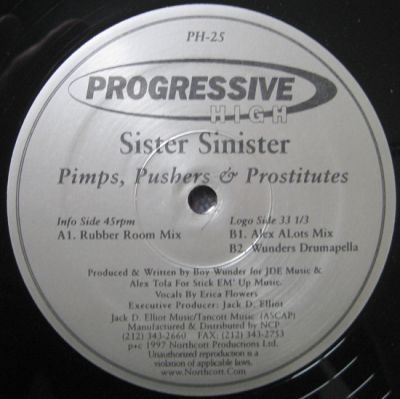 PH-25
PROGRESSIVE
HIGH
Sister Sinister
Pimps, Pushers & Prostitutes
Info Side 45rpm
A1. Rubber Room Mix
Logo Side 33 1/3
B1. Alex ALots Mix
B2. Wunders Drumapella
Produced & Written by Boy Wunder for JDE Music &
Alex Tola For Stick EM' Up Music.
Vocals By Erica Flowers
Executive Producer: Jack D. Elliot
Jack D. Elliot Music/Tancott Music (ASCAP)
Manufactured & Distributed by NCP
(212) 343-2660 FAX: (212) 343-2753
p+c 1997 Northcott Productions Ltd.
Unauthorized reproduction is a
violation of applicable laws.
www.Northcott.Com